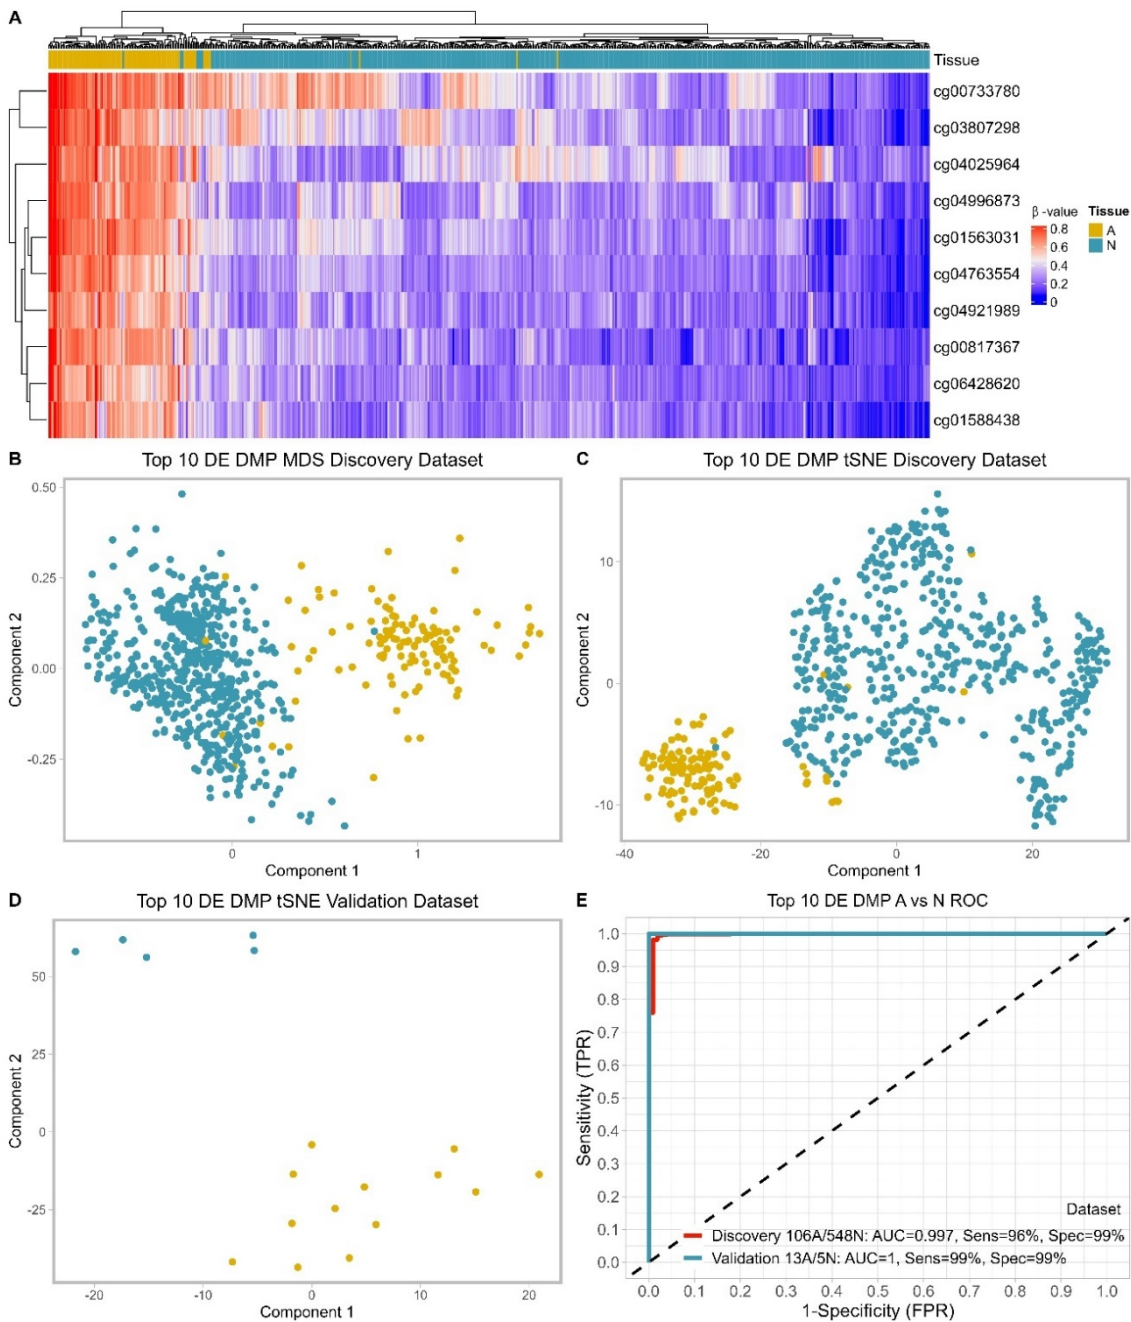 A
Tissue
cg00733780
cg03807298
cg04025964
cg04996873
cg01563031
cg04763554
cg04921989
cg00817367
cg06428620
cg01588438
β -value
0.8
0.6
0.4
0.2
0
Tissue
A
N
B
Top 10 DE DMP MDS Discovery Dataset
0.50
0.25
0.00
-0.25
Component 2
0
1
Component 1
C
Top 10 DE DMP tSNE Discovery Dataset
10
0
-10
Component 2
-40
-20
0
20
Component 1
D
Top 10 DE DMP tSNE Validation Dataset
50
25
0
-25
Component 2
-20
-10
0
10
20
Component 1
E
Top 10 DE DMP A vs N ROC
1.0
0.9
0.8
0.7
0.6
0.5
0.4
0.3
0.2
0.1
0.0
Sensitivity (TPR)
Dataset
Discovery 106A/548N: AUC=0.997, Sens=96%, Spec=99%
Validation 13A/5N: AUC=1, Sens=99%, Spec=99%
0.0 0.1 0.2 0.3 0.4 0.5 0.6 0.7 0.8 0.9 1.0
1-Specificity (FPR)